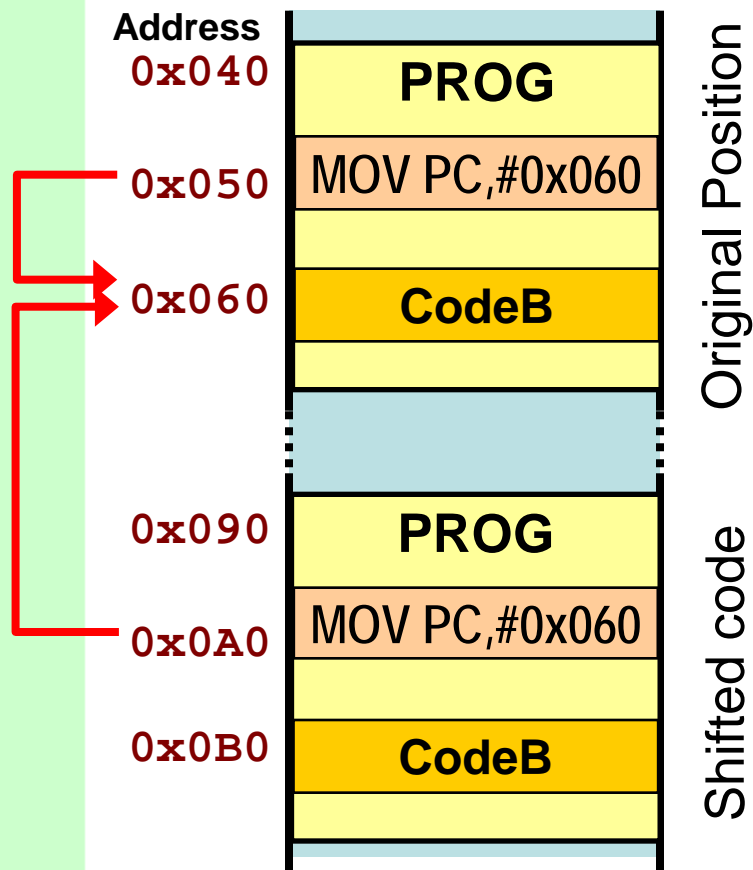 Address
0x040 PROG
0x050 MOV PC,#0x060
0x060 CodeB
Original Position
0x090 PROG
0x0A0 MOV PC,#0x060
0x0B0 CodeB
Shifted code